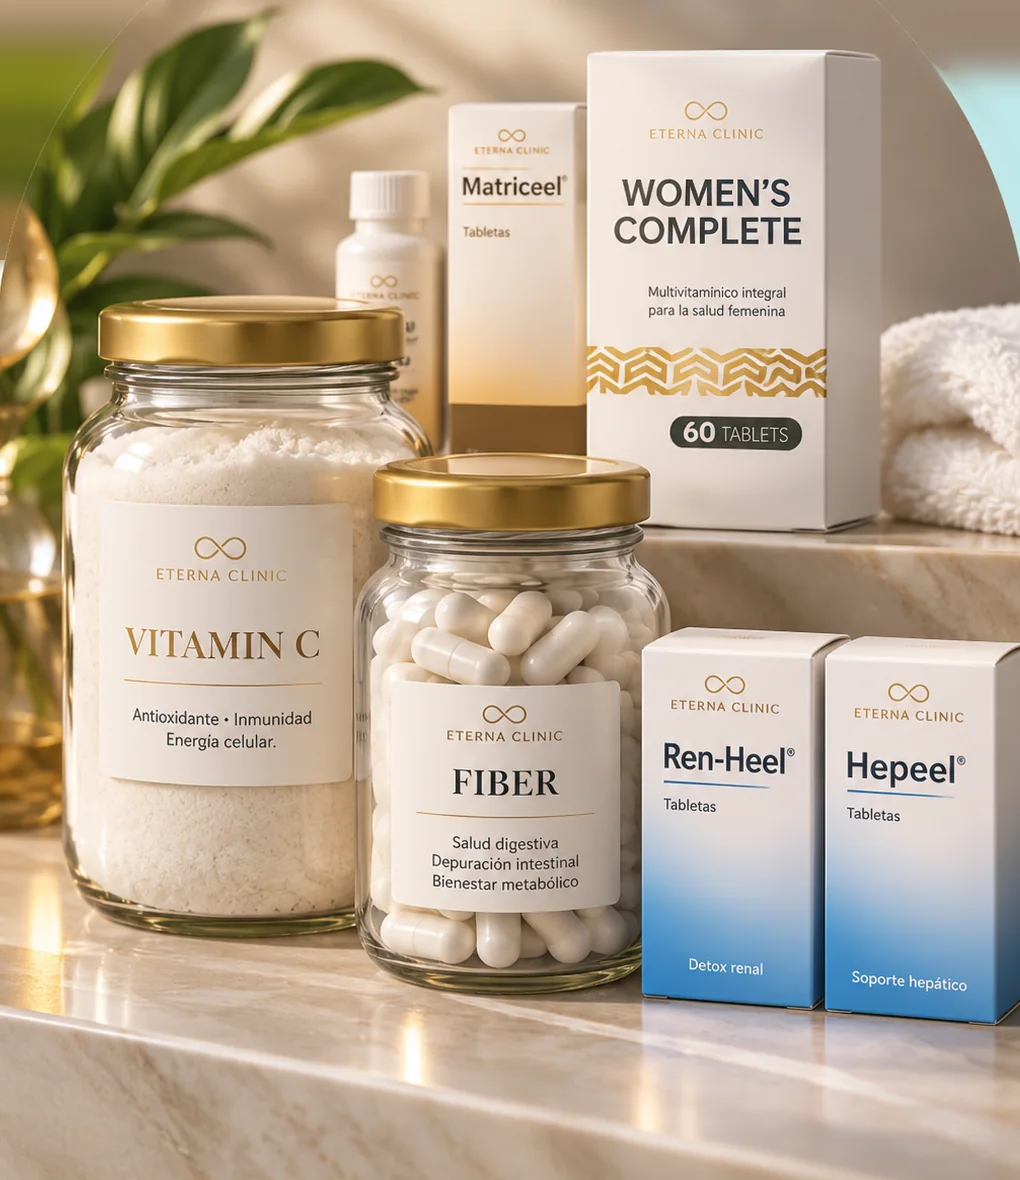 ETERNA CLINIC
Matriceel®
Tabletas
ETERNA CLINIC
WOMEN'S
COMPLETE
Multivitamínico integral
para la salud femenina
60 TABLETS
ETERNA CLINIC
ETERNA CLINIC
VITAMIN C
Antioxidante • Inmunidad
Energía celular.
ETERNA CLINIC
FIBER
Salud digestiva
Depuración intestinal
Bienestar metabólico
ETERNA CLINIC
Ren-Heel®
Tabletas
Detox renal
ETERNA CLINIC
Hepeel®
Tabletas
Soporte hepático